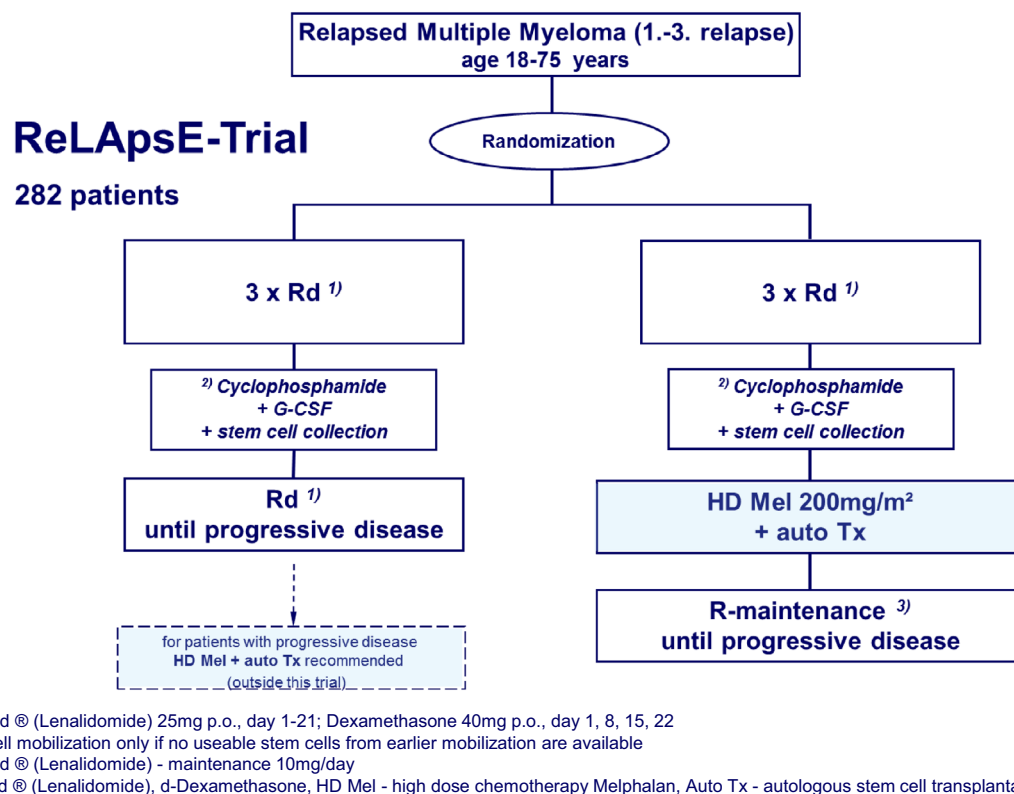 Relapsed Multiple Myeloma (1.-3. relapse)
age 18-75 years
ReLApsE-Trial
282 patients
Randomization
3 x Rd 1)
3 x Rd 1)
2) Cyclophosphamide
+ G-CSF
+ stem cell collection
2) Cyclophosphamide
+ G-CSF
+ stem cell collection
Rd 1)
until progressive disease
HD Mel 200mg/m²
+ auto Tx
R-maintenance 3)
until progressive disease
for patients with progressive disease
HD Mel + auto Tx recommended
(outside this trial)
d ® (Lenalidomide) 25mg p.o., day 1-21; Dexamethasone 40mg p.o., day 1, 8, 15, 22
ell mobilization only if no useable stem cells from earlier mobilization are available
d ® (Lenalidomide) - maintenance 10mg/day
d ® (Lenalidomide), d-Dexamethasone, HD Mel - high dose chemotherapy Melphalan, Auto Tx - autologous stem cell transplanta